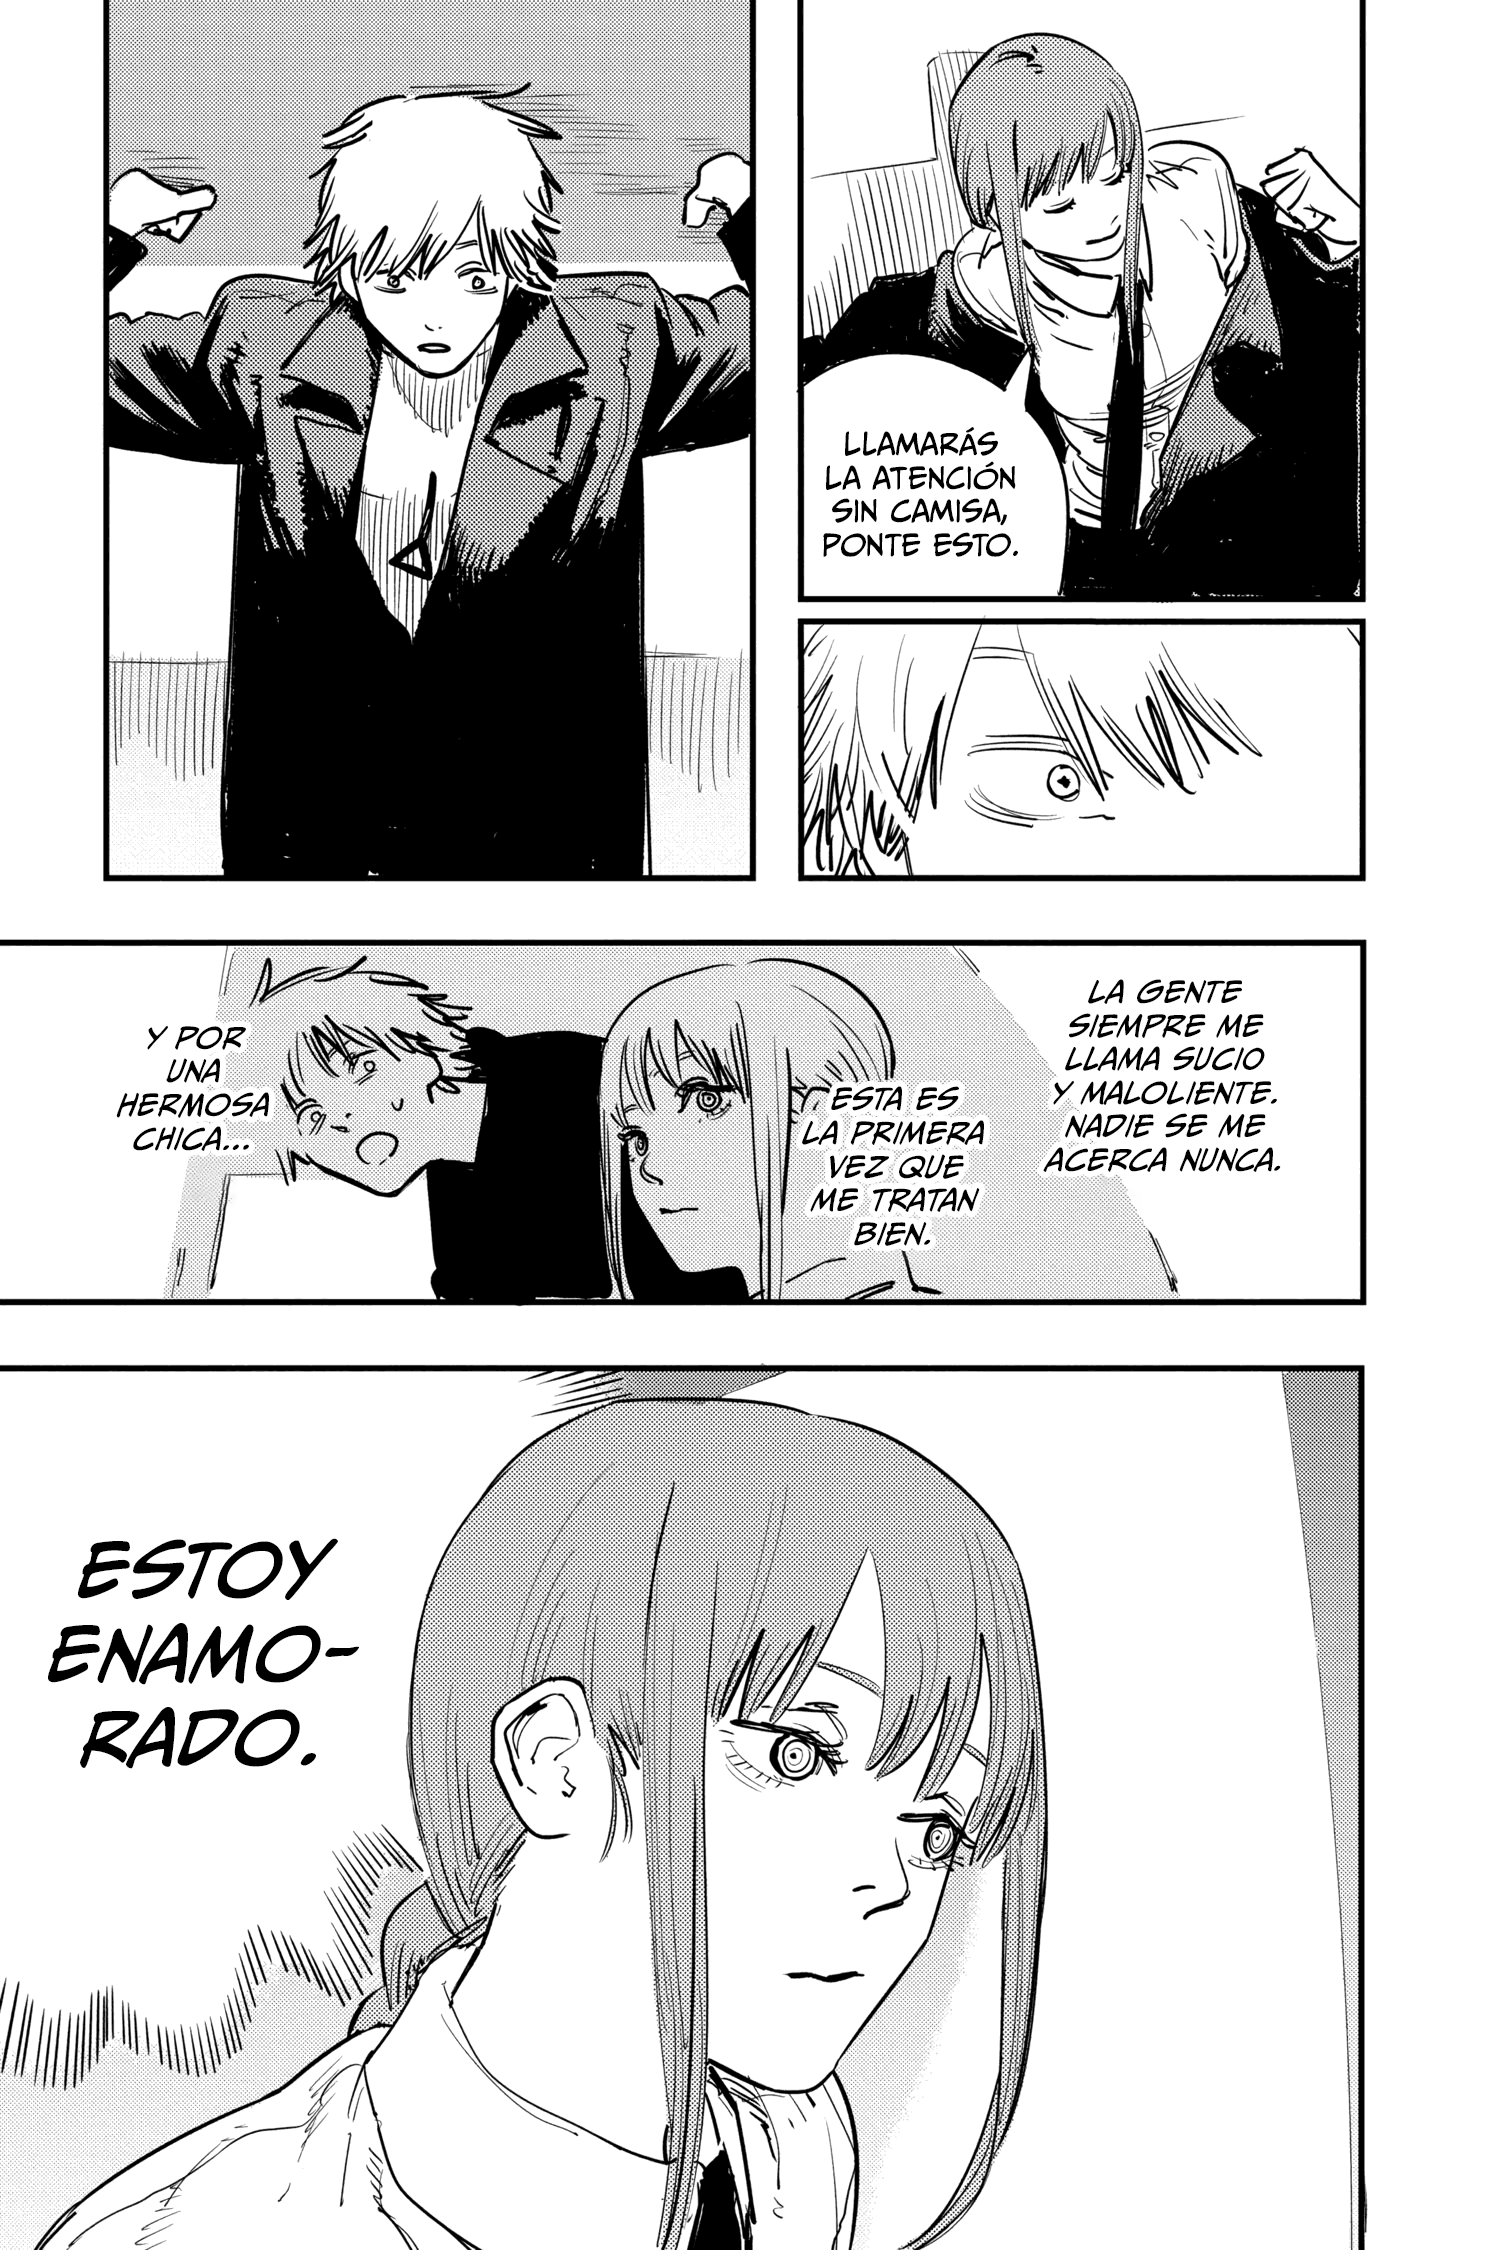 LLAMARÁS
LA ATENCIÓN
SIN CAMISA,
PONTE ESTO.
LA GENTE
SIEMPRE ME
LLAMA SUCIO
Y MALOLIENTE.
NADIE SE ME
ACERCA NUNCA.
ESTA ES
LA PRIMERA
VEZ QUE
ME TRATAN
BIEN.
Y POR
UNA
HERMOSA
CHICA...
ESTOY
ENAMO-
RADO.